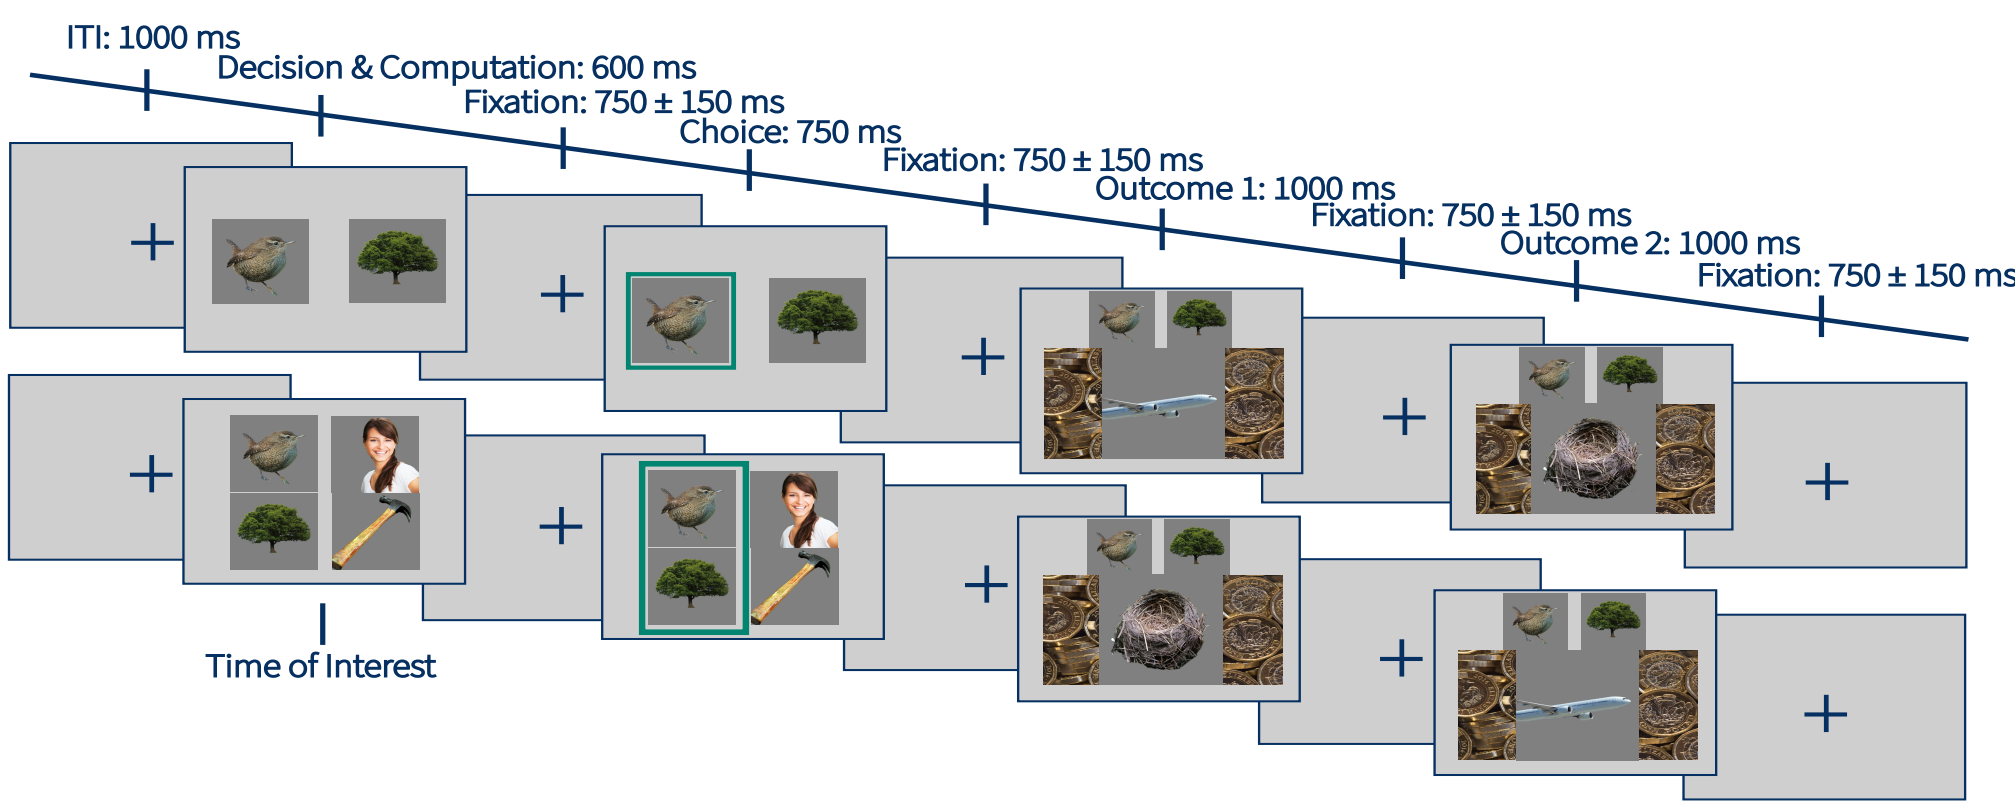 ITI: 1000 ms
Decision & Computation: 600 ms
Fixation: 750 ± 150 ms
Choice: 750 ms
Fixation: 750 ± 150 ms
Outcome 1: 1000 ms
Fixation: 750 ± 150 ms
Outcome 2: 1000 ms
Fixation: 750 ± 150 ms
Time of Interest